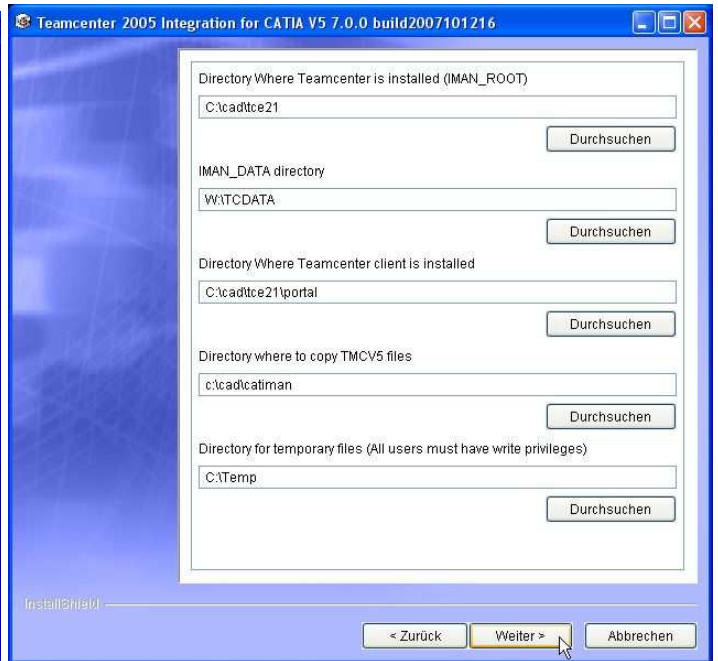 Teamcenter 2005 Integration for CATIA V5 7.0.0 build2007101216
Directory Where Teamcenter is installed (IMAN_ROOT)
C:\cad\tce21
Durchsuchen
IMAN_DATA directory
W:\TCDATA
Durchsuchen
Directory Where Teamcenter client is installed
C:\cad\tce21\portal
Durchsuchen
Directory where to copy TMCV5 files
c:\cad\catiman
Durchsuchen
Directory for temporary files (All users must have write privileges)
C:\Temp
Durchsuchen
InstallShield
< Zurück Weiter > Abbrechen